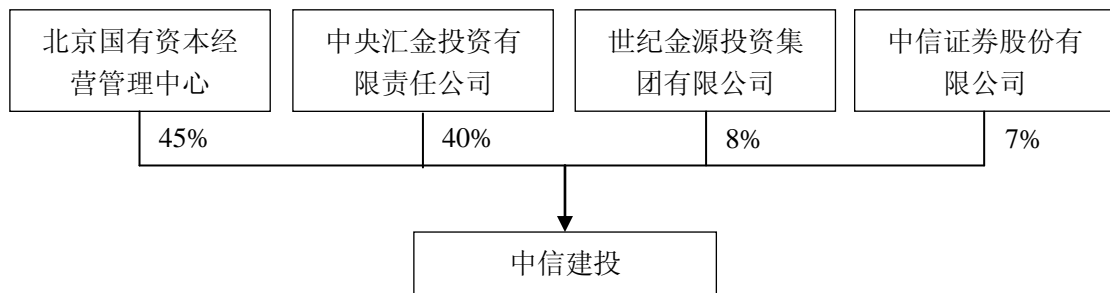 北京国有资本经
营管理中心
中央汇金投资有
限责任公司
世纪金源投资集
团有限公司
中信证券股份有
限公司
45%
40%
8%
7%
中信建投